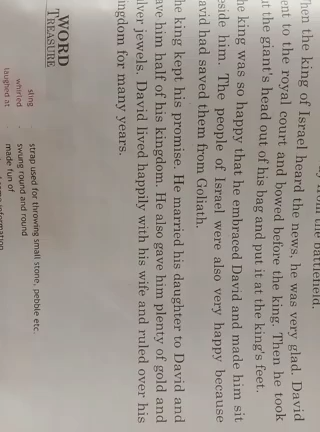 the battlefield.
hen the king of Israel heard the news, he was very glad. David
ent to the royal court and bowed before the king. Then he took
ut the giant's head out of his bag and put it at the king's feet.
he king was so happy that he embraced David and made him sit
eside him. The people of Israel were also very happy because
avid had saved them from Goliath.
he king kept his promise. He married his daughter to David and
ave him half of his kingdom. He also gave him plenty of gold and
lver jewels. David lived happily with his wife and ruled over his
ingdom for many years.
WORD
TREASURE
sling strap used for throwing small store, pebble etc.
whirled swung round and round
laughed at made fun of
information